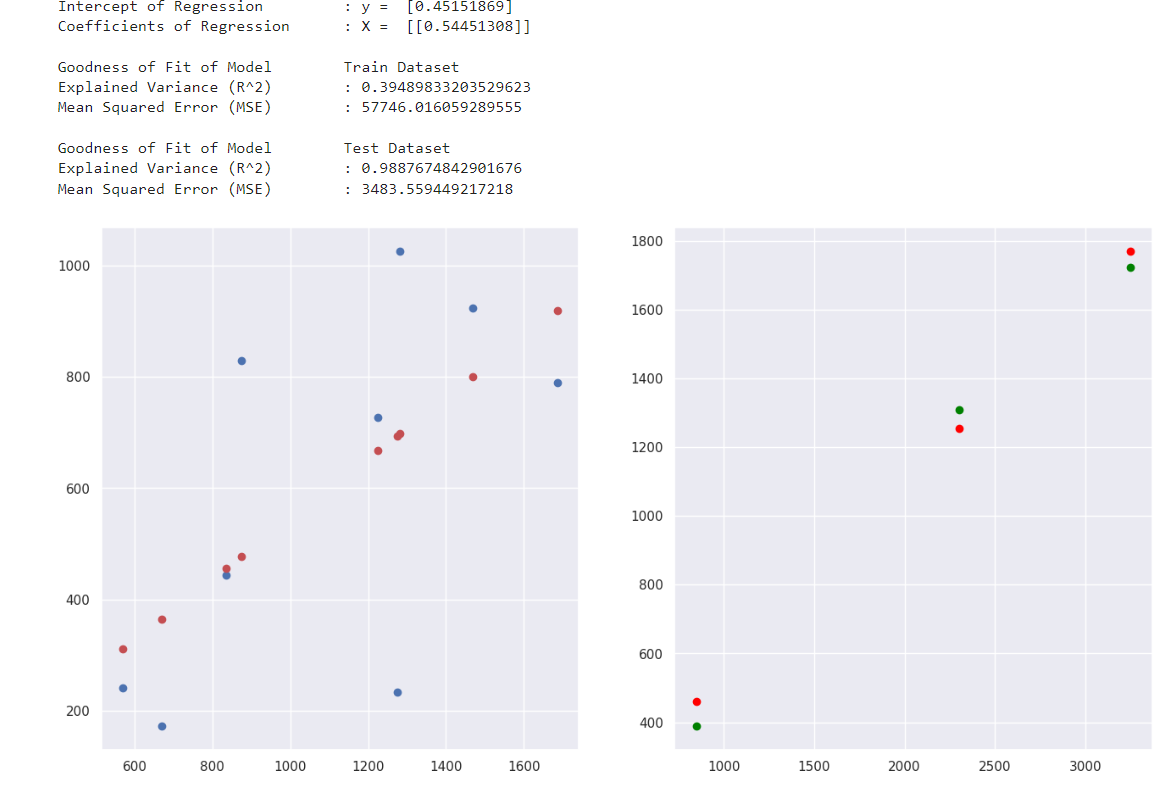 Intercept of Regression : y = [0.45151869]
Coefficients of Regression : X = [[0.54451308]]
Goodness of Fit of Model Train Dataset
Explained Variance (R^2) : 0.39489833203529623
Mean Squared Error (MSE) : 57746.016059289555
Goodness of Fit of Model Test Dataset
Explained Variance (R^2) : 0.9887674842901676
Mean Squared Error (MSE) : 3483.559449217218
1000
800
600
400
200
600 800 1000 1200 1400 1600
1800
1600
1400
1200
1000
800
600
400
1000 1500 2000 2500 3000